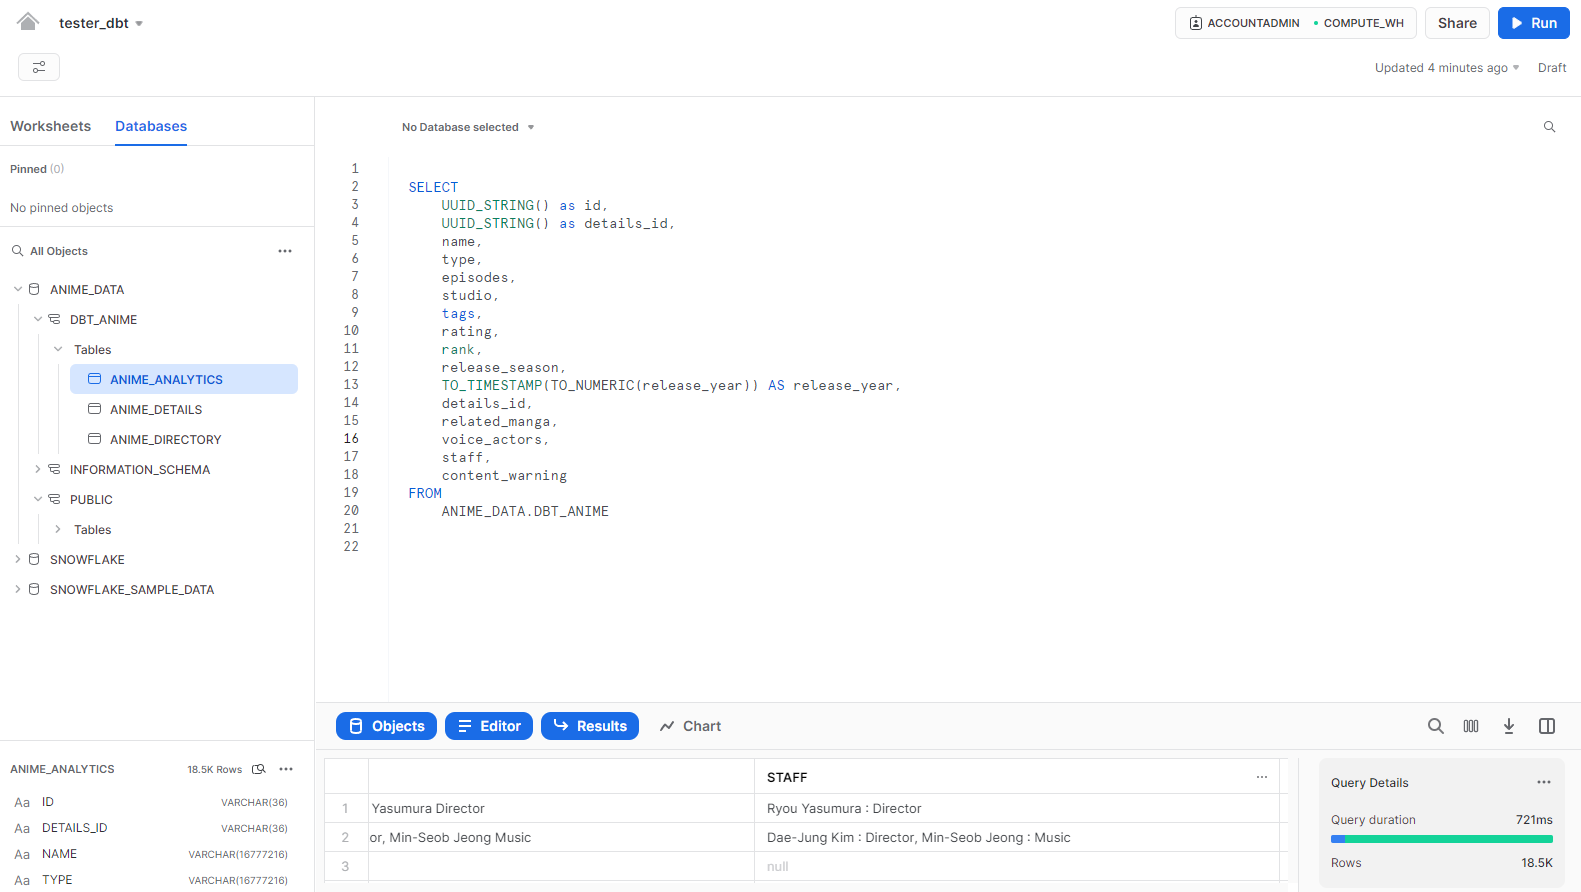 tester_dbt
ACCOUNTADMIN COMPUTE_WH
Share
Run
Updated 4 minutes ago
Draft
Worksheets
Databases
Pinned (0)
No pinned objects
All Objects
ANIME_DATA
DBT_ANIME
Tables
ANIME_ANALYTICS
ANIME_DETAILS
ANIME_DIRECTORY
INFORMATION_SCHEMA
PUBLIC
Tables
SNOWFLAKE
SNOWFLAKE_SAMPLE_DATA
ANIME_ANALYTICS 18.5K Rows
Aa ID VARCHAR(36)
Aa DETAILS_ID VARCHAR(36)
Aa NAME VARCHAR(16777216)
Aa TYPE VARCHAR(16777216)
No Database selected
1
2 SELECT
3 UUID_STRING() as id,
4 UUID_STRING() as details_id,
5 name,
6 type,
7 episodes,
8 studio,
9 tags,
10 rating,
11 rank,
12 release_season,
13 TO_TIMESTAMP(TO_NUMERIC(release_year)) AS release_year,
14 details_id,
15 related_manga,
16 voice_actors,
17 staff,
18 content_warning
19 FROM
20 ANIME_DATA.DBT_ANIME
21
22
Objects
Editor
Results
Chart
STAFF
1 Yasumura Director Ryou Yasumura : Director
2 or, Min-Seob Jeong Music Dae-Jung Kim : Director, Min-Seob Jeong : Music
3 null
Query Details
Query duration 721ms
Rows 18.5K